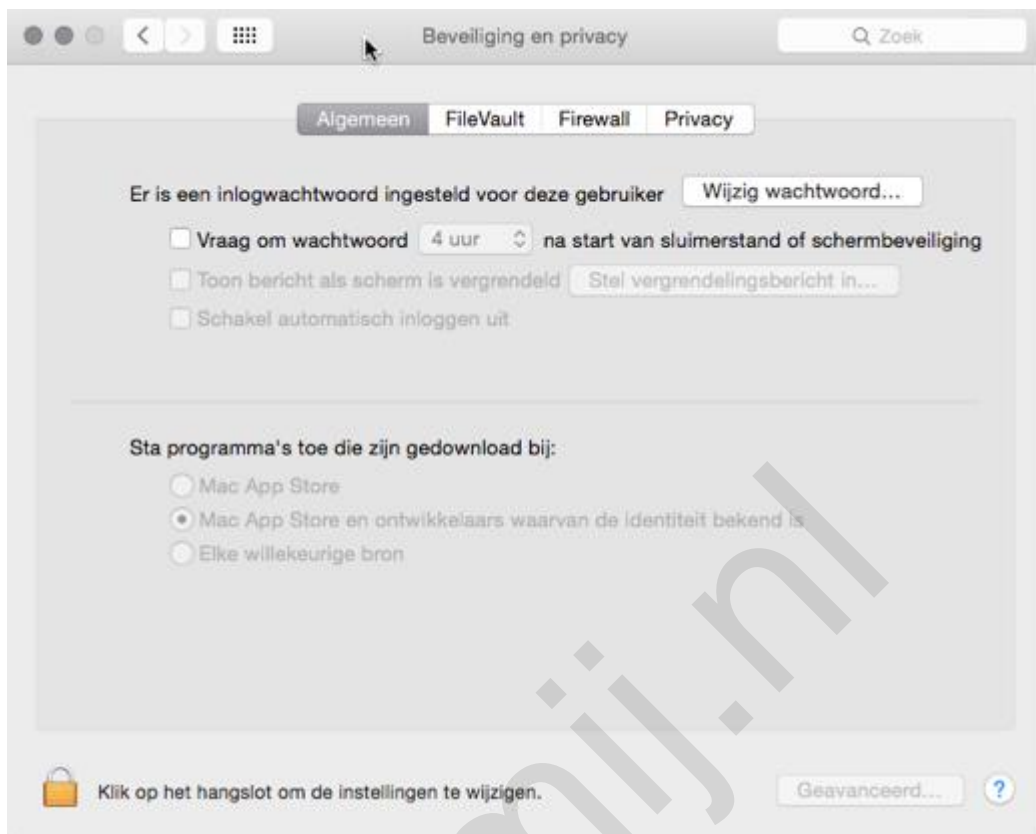 Beveiliging en privacy
Zoek
Algemeen FileVault Firewall Privacy
Er is een inlogwachtwoord ingesteld voor deze gebruiker Wijzig wachtwoord...
Vraag om wachtwoord 4 uur na start van sluimerstand of schermbeveiliging
Toon bericht als scherm is vergrendeld Stel vergrendelingsbericht in...
Schakel automatisch inloggen uit
Sta programma's toe die zijn gedownload bij:
Mac App Store
Mac App Store en ontwikkelaars waarvan de identiteit bekend is
Elke willekeurige bron
mij.nl
Klik op het hangslot om de instellingen te wijzigen.
Geavanceerd... ?